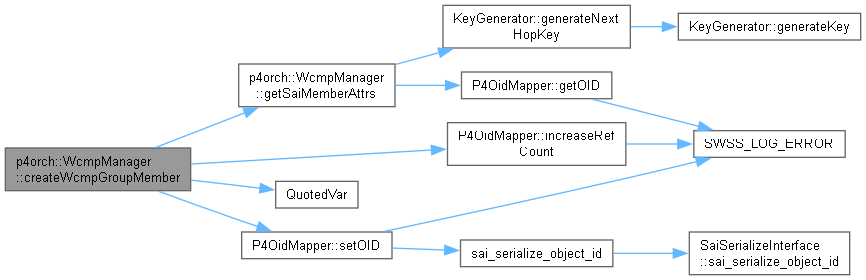 KeyGenerator::generateNext
HopKey
KeyGenerator::generateKey
p4orch::WcmpManager
::getSaiMemberAttrs
P4OidMapper::getOID
P4OidMapper::increaseRef
Count
SWSS_LOG_ERROR
p4orch::WcmpManager
::createWcmpGroupMember
QuotedVar
P4OidMapper::setOID
sai_serialize_object_id
SaiSerializeInterface
::sai_serialize_object_id